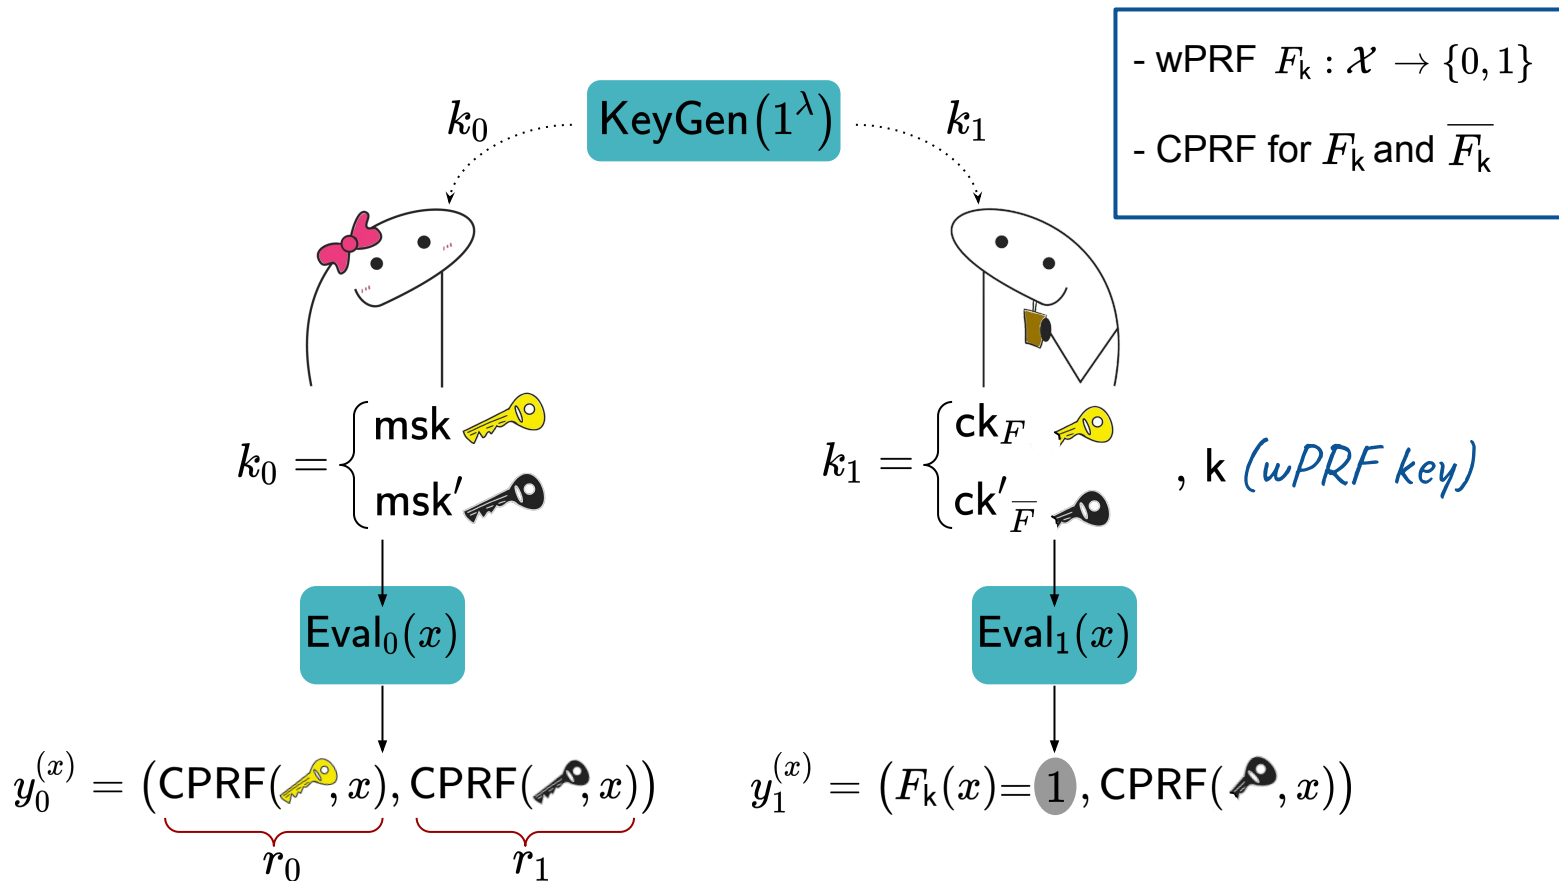 - wPRF F_k : 𝒳 → {0, 1}
- CPRF for F_k and \overline{F_k}
KeyGen(1^λ)
k_0
k_1
k_0 = { msk
msk′
k_1 = { ck_F
ck′_{\overline{F}}
, k (wPRF key)
Eval_0(x)
Eval_1(x)
y_0^{(x)} = (CPRF( , x), CPRF( , x))
r_0
r_1
y_1^{(x)} = (F_k(x)=1, CPRF( , x))